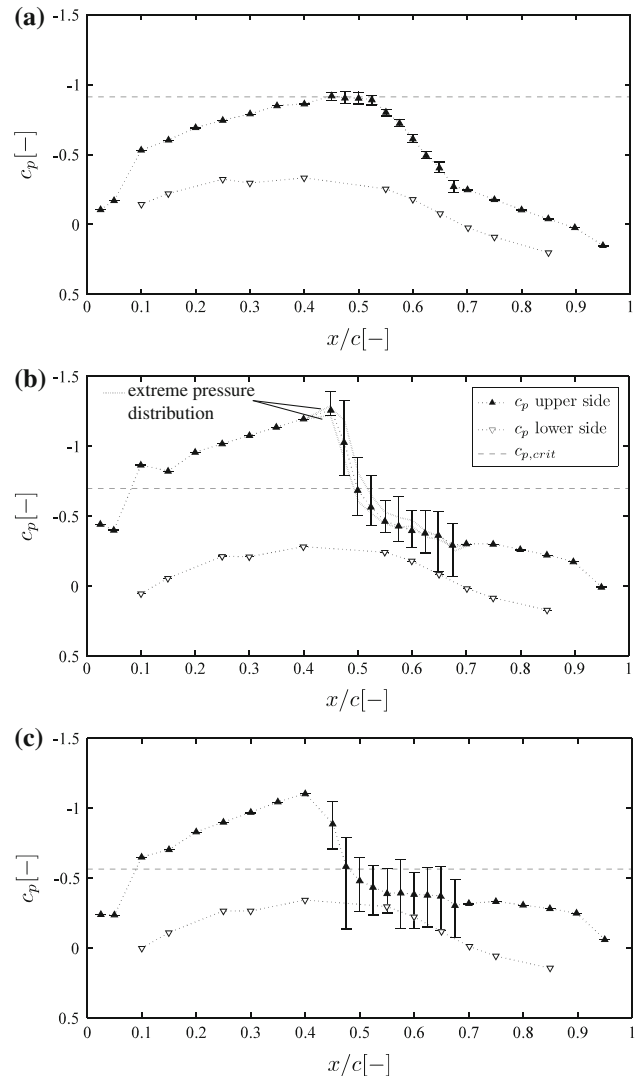 (a)
-1.5
-1
-0.5
0
0.5
c_p[−]
0 0.1 0.2 0.3 0.4 0.5 0.6 0.7 0.8 0.9 1
x/c[−]
(b)
-1.5
-1
-0.5
0
0.5
c_p[−]
extreme pressure
distribution
c_p upper side
c_p lower side
c_{p,crit}
0 0.1 0.2 0.3 0.4 0.5 0.6 0.7 0.8 0.9 1
x/c[−]
(c)
-1.5
-1
-0.5
0
0.5
c_p[−]
0 0.1 0.2 0.3 0.4 0.5 0.6 0.7 0.8 0.9 1
x/c[−]